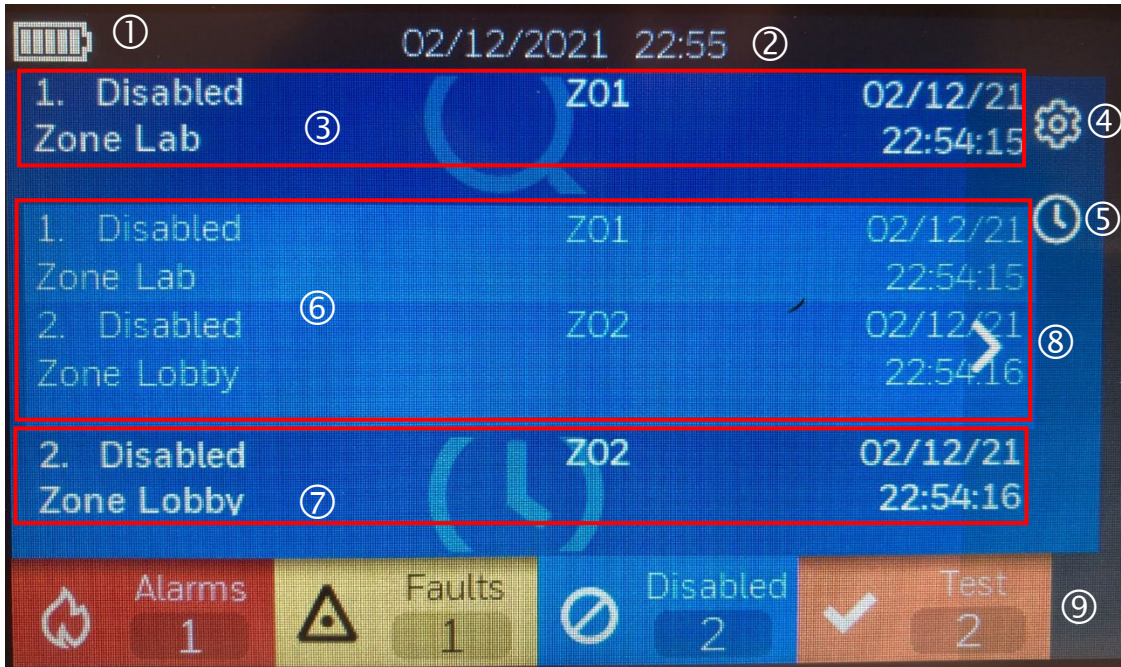 ①
02/12/2021 22:55 ②
1. Disabled Z01 02/12/21
Zone Lab ③ 22:54:15 ④
⑤
1. Disabled Z01 02/12/21
Zone Lab 22:54:15
⑥
2. Disabled Z02 02/12/21
Zone Lobby 22:54:16 ⑧
2. Disabled Z02 02/12/21
Zone Lobby ⑦ 22:54:16
Alarms Faults Disabled Test
1 1 2 2 ⑨